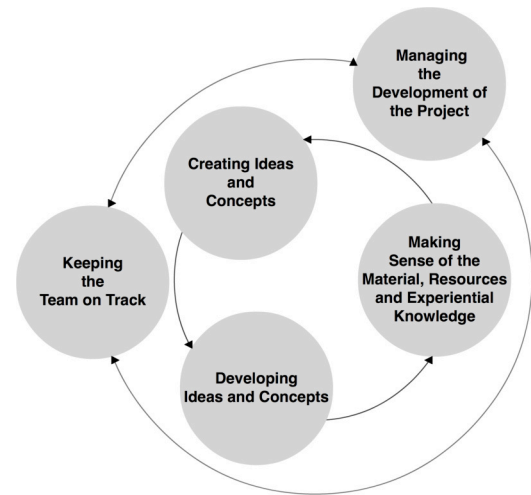 Managing
the
Development of
the Project
Creating Ideas
and
Concepts
Making
Sense of the
Material, Resources
and Experiential
Knowledge
Keeping
the
Team on Track
Developing
Ideas and Concepts